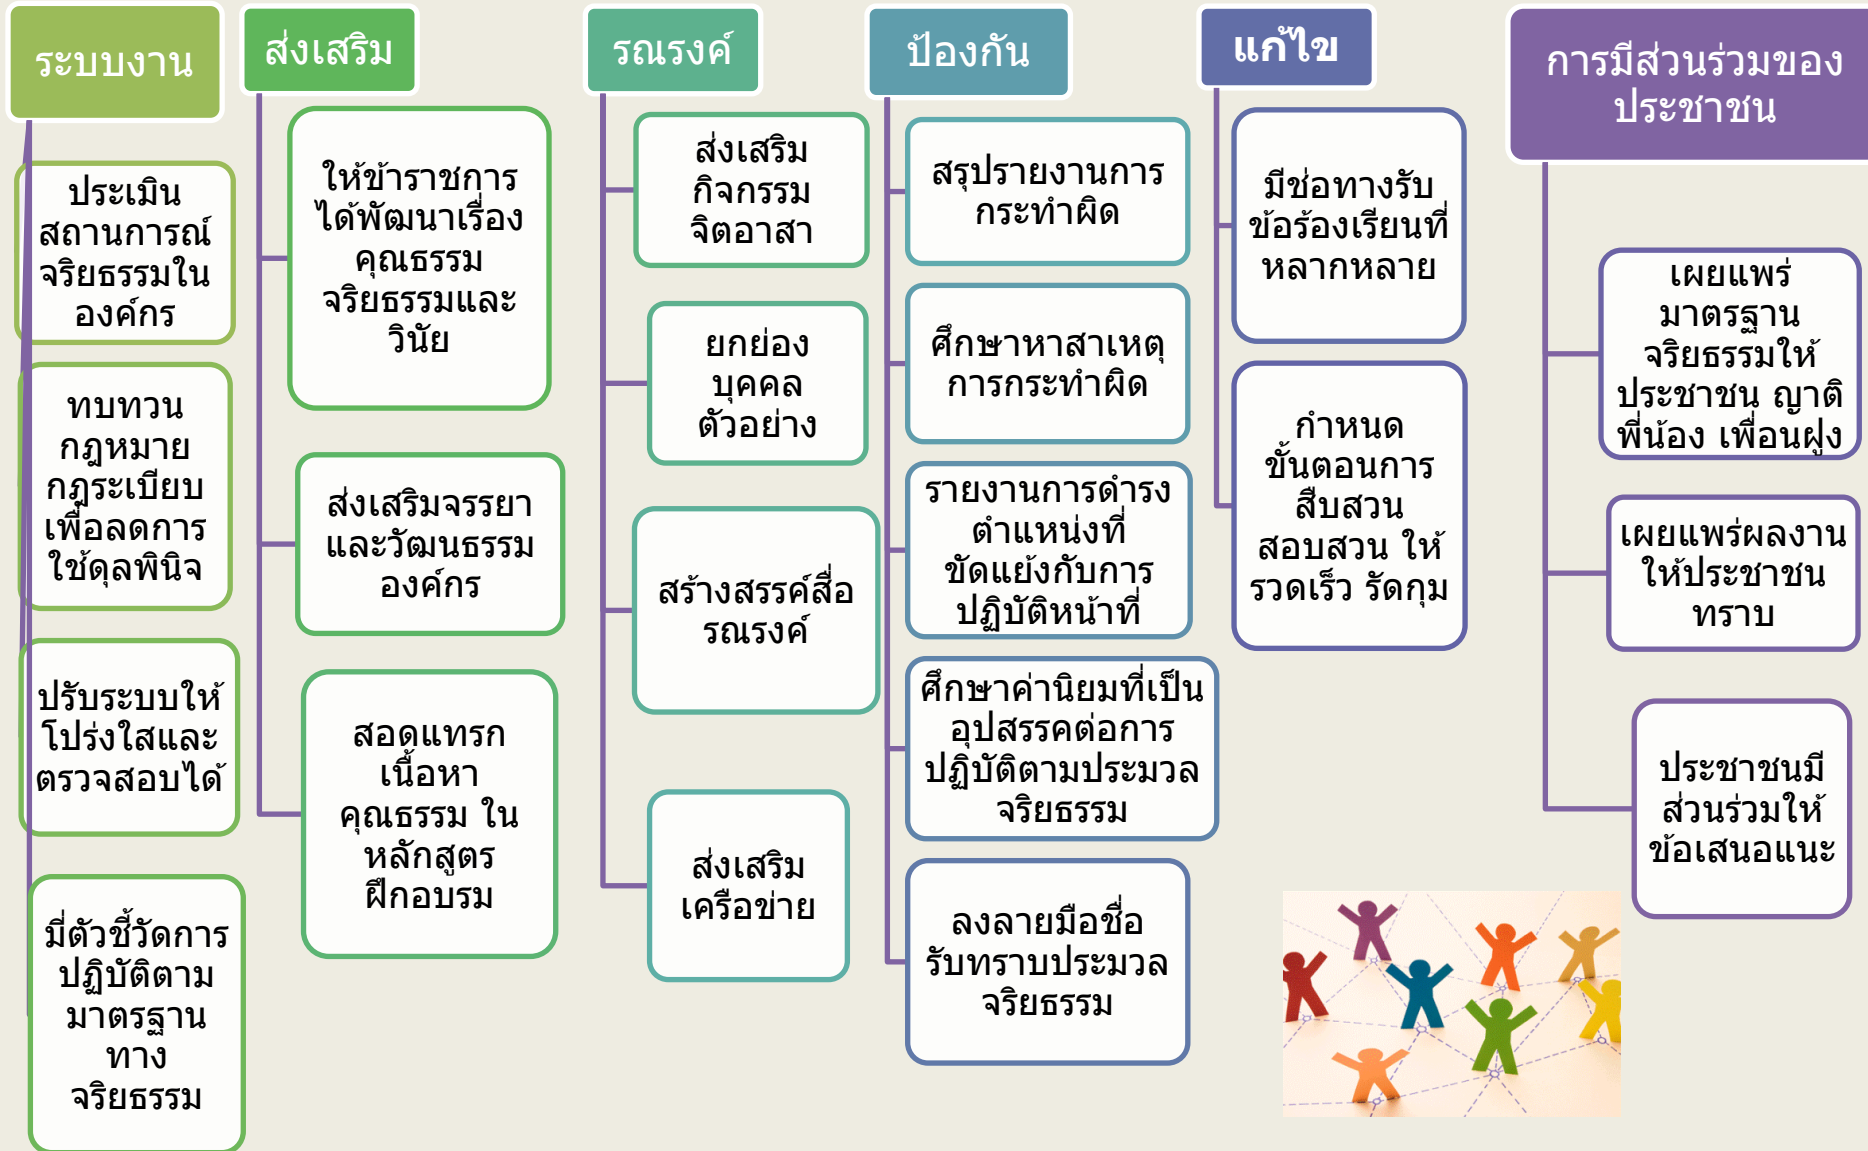 ระบบงาน
ประเมิน
สถานการณ์
จริยธรรมใน
องค์กร
ทบทวน
กฎหมาย
กฎระเบียบ
เพื่อลดการ
ใช้ดุลพินิจ
ปรับระบบให้
โปร่งใสและ
ตรวจสอบได้
มี่ตัวชี้วัดการ
ปฏิบัติตาม
มาตรฐาน
ทาง
จริยธรรม
ส่งเสริม
ให้ข้าราชการ
ได้พัฒนาเรื่อง
คุณธรรม
จริยธรรมและ
วินัย
ส่งเสริมจรรยา
และวัฒนธรรม
องค์กร
สอดแทรก
เนื้อหา
คุณธรรม ใน
หลักสูตร
ฝึกอบรม
รณรงค์
ส่งเสริม
กิจกรรม
จิตอาสา
ยกย่อง
บุคคล
ตัวอย่าง
สร้างสรรค์สื่อ
รณรงค์
ส่งเสริม
เครือข่าย
ป้องกัน
สรุปรายงานการ
กระทำผิด
ศึกษาหาสาเหตุ
การกระทำผิด
รายงานการดำรง
ตำแหน่งที่
ขัดแย้งกับการ
ปฏิบัติหน้าที่
ศึกษาค่านิยมที่เป็น
อุปสรรคต่อการ
ปฏิบัติตามประมวล
จริยธรรม
ลงลายมือชื่อ
รับทราบประมวล
จริยธรรม
แก้ไข
มีช่อทางรับ
ข้อร้องเรียนที่
หลากหลาย
กำหนด
ขั้นตอนการ
สืบสวน
สอบสวน ให้
รวดเร็ว รัดกุม
การมีส่วนร่วมของ
ประชาชน
เผยแพร่
มาตรฐาน
จริยธรรมให้
ประชาชน ญาติ
พี่น้อง เพื่อนฝูง
เผยแพร่ผลงาน
ให้ประชาชน
ทราบ
ประชาชนมี
ส่วนร่วมให้
ข้อเสนอแนะ